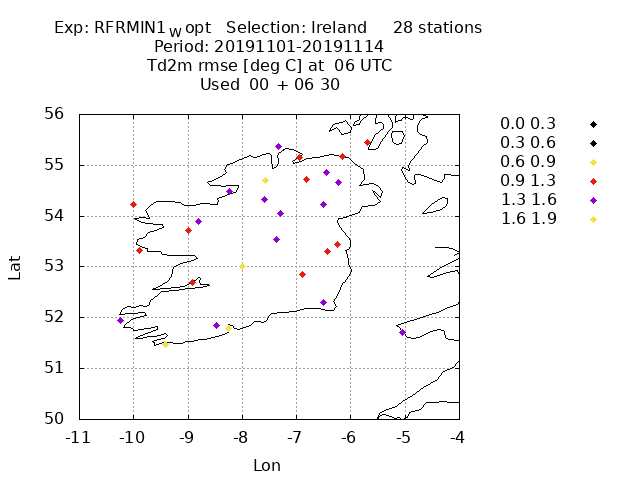 Exp: RFRMIN1 W opt Selection: Ireland 28 stations
Period: 20191101-20191114
Td2m rmse [deg C] at 06 UTC
Used 00 + 06 30
56
55
54
53
52
51
50
-11 -10 -9 -8 -7 -6 -5 -4
Lat
Lon
0.0 0.3
0.3 0.6
0.6 0.9
0.9 1.3
1.3 1.6
1.6 1.9